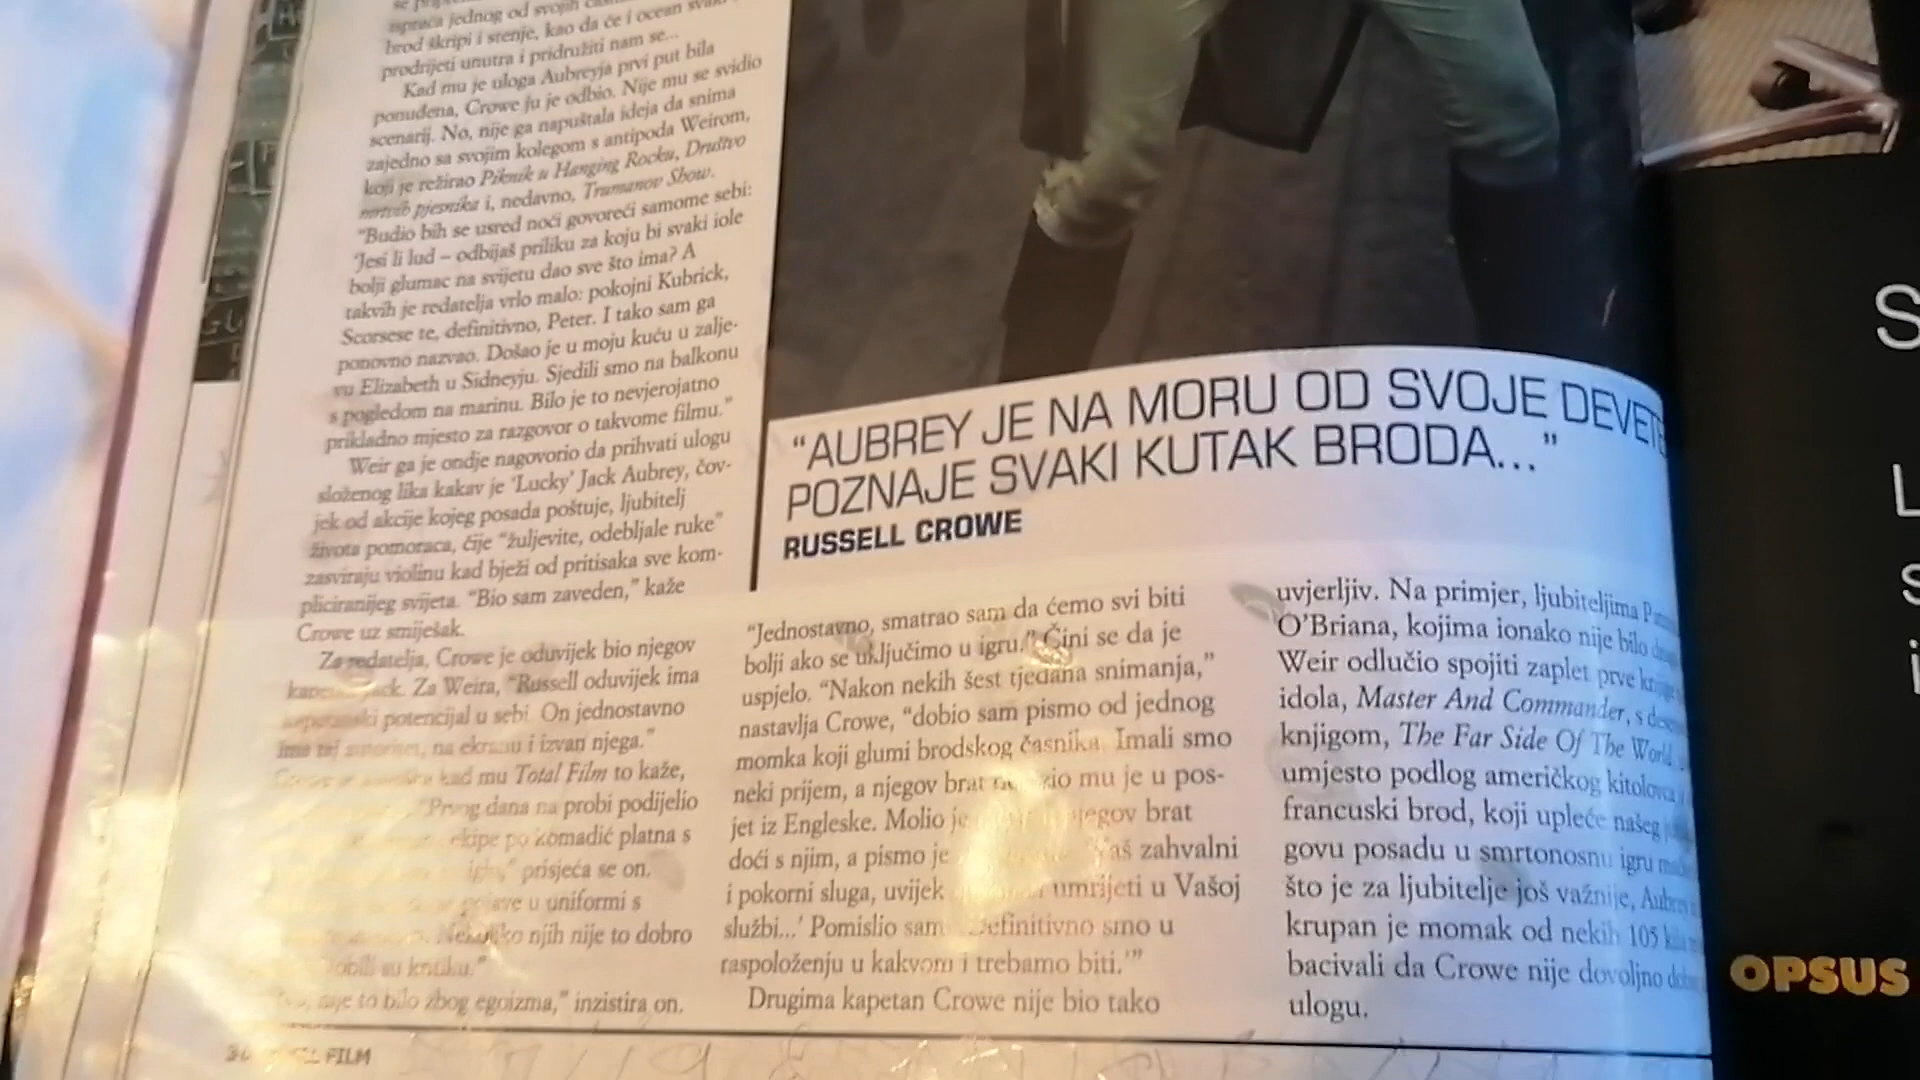 ispraća jednog od svojih
brod škripi i stenje, kao da će i ocean svaki
prodrijeti unutra i pridružiti nam se...
Kad mu je uloga Aubreyja prvi put bila
ponuđena, Crowe ju je odbio. Nije mu se svidio
scenarij. No, nije ga napuštala ideja da snima
zajedno sa svojim kolegom s antipoda Weirom,
koji je režirao Piknik u Hanging Rocku, Društvo
mrtvih pjesnika i, nedavno, Trumanov Show.
“Budio bih se usred noći govoreći samome sebi:
‘Jesi li lud – odbijaš priliku za koju bi svaki iole
bolji glumac na svijetu dao sve što ima? A
takvih je redatelja vrlo malo: pokojni Kubrick,
Scorsese te, definitivno, Peter. I tako sam ga
ponovno nazvao. Došao je u moju kuću u zalje-
vu Elizabeth u Sidneyju. Sjedili smo na balkonu
s pogledom na marinu. Bilo je to nevjerojatno
prikladno mjesto za razgovor o takvome filmu.”
Weir ga je ondje nagovorio da prihvati ulogu
složenog lika kakav je ‘Lucky’ Jack Aubrey, čov-
jek od akcije kojeg posada poštuje, ljubitelj
života pomoraca, čije “žuljevite, odebljale ruke”
zasviraju violinu kad bježi od pritisaka sve kom-
pliciranijeg svijeta. “Bio sam zaveden,” kaže
Crowe uz smiješak.
Za redatelja, Crowe je oduvijek bio njegov
Jack. Za Weira, “Russell oduvijek ima
kapetanski potencijal u sebi. On jednostavno
ima taj autoritet, na ekranu i izvan njega.”
kad mu Total Film to kaže,
“Prvog dana na probi podijelio
ekipe po komadić platna s
prisjeća se on.
u uniformi s
Nekoliko njih nije to dobro
Dobili su kritiku.”
nije to bilo zbog egoizma,” inzistira on.
“AUBREY JE NA MORU OD SVOJE
POZNAJE SVAKI KUTAK BRODA...”
RUSSELL CROWE
“Jednostavno, smatrao sam da ćemo svi biti
bolji ako se uključimo u igru.” Čini se da je
uspjelo. “Nakon nekih šest tjedana snimanja,”
nastavlja Crowe, “dobio sam pismo od jednog
momka koji glumi brodskog časnika. Imali smo
neki prijem, a njegov brat mu je u pos-
jet iz Engleske. Molio je njegov brat
doći s njim, a pismo je zahvalni
i pokorni sluga, uvijek umrijeti u Vašoj
službi...’ Pomislio sam Definitivno smo u
raspoloženju u kakvom i trebamo biti.’”
Drugima kapetan Crowe nije bio tako
uvjerljiv. Na primjer, ljubiteljima
O’Briana, kojima ionako nije bilo
Weir odlučio spojiti zaplet prve
idola, Master And Commander, s
knjigom, The Far Side Of The World,
umjesto podlog američkog kitolovca
francuski brod, koji upleće našeg
govu posadu u smrtonosnu igru
što je za ljubitelje još važnije,
krupan je momak od nekih 105
bacivali da Crowe nije dovoljno
ulogu.
FILM
S
L
s
i
OPSUS